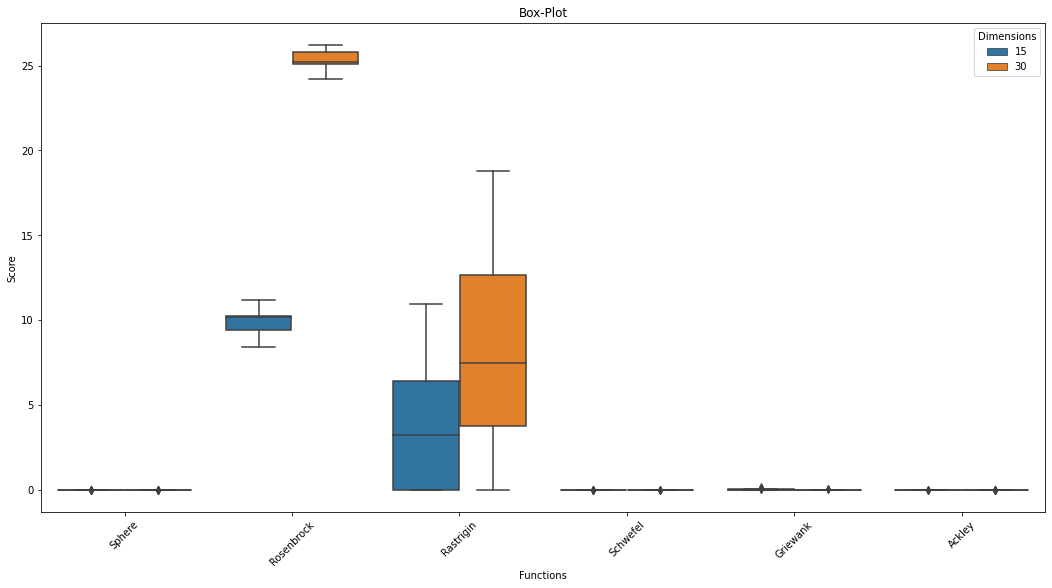 Box-Plot
Dimensions
15
30
Score
25
20
15
10
5
0
Sphere
Rosenbrock
Rastrigin
Schwefel
Griewank
Ackley
Functions